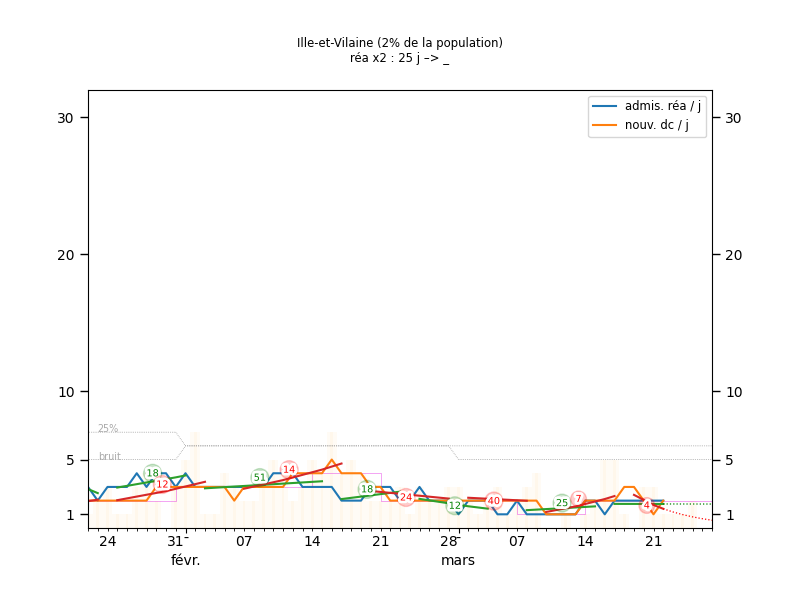 Ille-et-Vilaine (2% de la population)
réa x2 : 25 j –> _
admis. réa / j
nouv. dc / j
30 30
20 20
10 10
25%
bruit
5 5
1 1
18 12 51 14 18 24 12 40 25 7 4
24 31 07 14 21 28 07 14 21
févr. mars